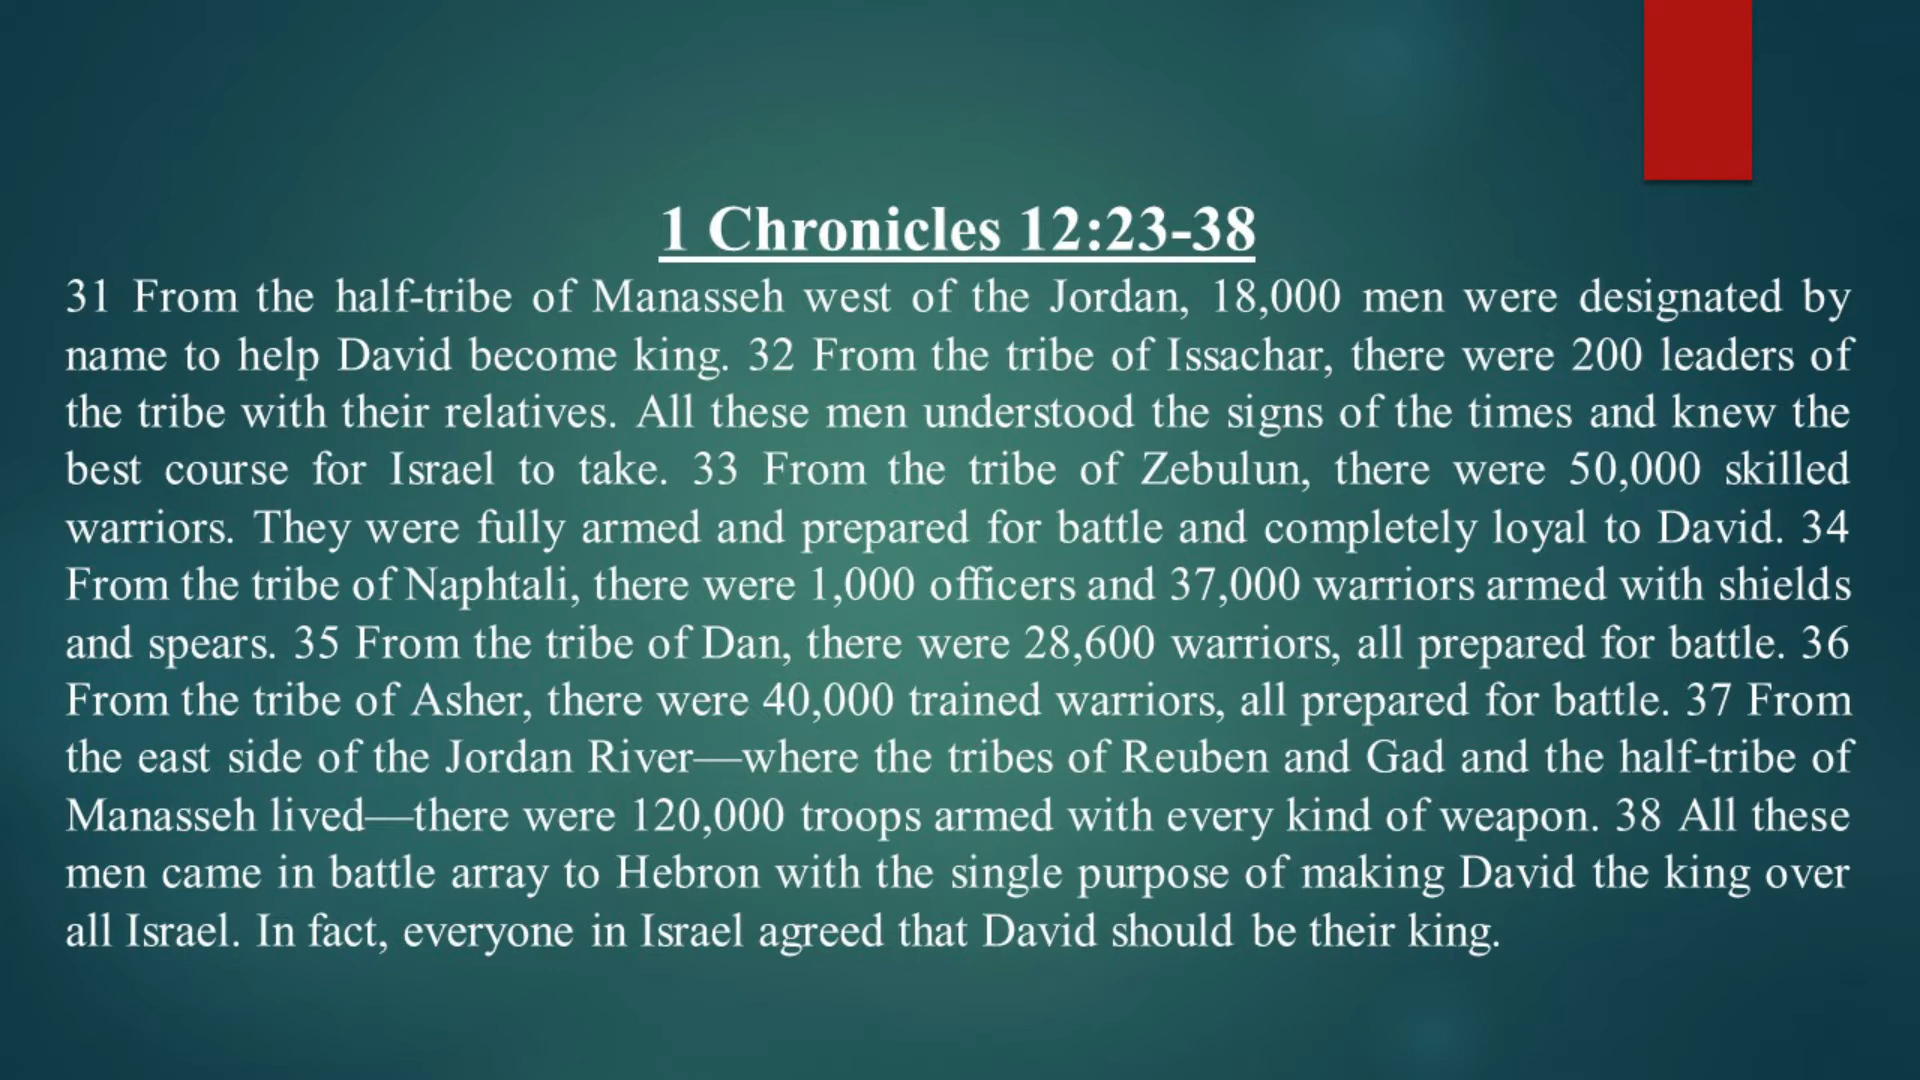 1 Chronicles 12:23-38
31 From the half-tribe of Manasseh west of the Jordan, 18,000 men were designated by
name to help David become king. 32 From the tribe of Issachar, there were 200 leaders of
the tribe with their relatives. All these men understood the signs of the times and knew the
best course for Israel to take. 33 From the tribe of Zebulun, there were 50,000 skilled
warriors. They were fully armed and prepared for battle and completely loyal to David. 34
From the tribe of Naphtali, there were 1,000 officers and 37,000 warriors armed with shields
and spears. 35 From the tribe of Dan, there were 28,600 warriors, all prepared for battle. 36
From the tribe of Asher, there were 40,000 trained warriors, all prepared for battle. 37 From
the east side of the Jordan River—where the tribes of Reuben and Gad and the half-tribe of
Manasseh lived—there were 120,000 troops armed with every kind of weapon. 38 All these
men came in battle array to Hebron with the single purpose of making David the king over
all Israel. In fact, everyone in Israel agreed that David should be their king.